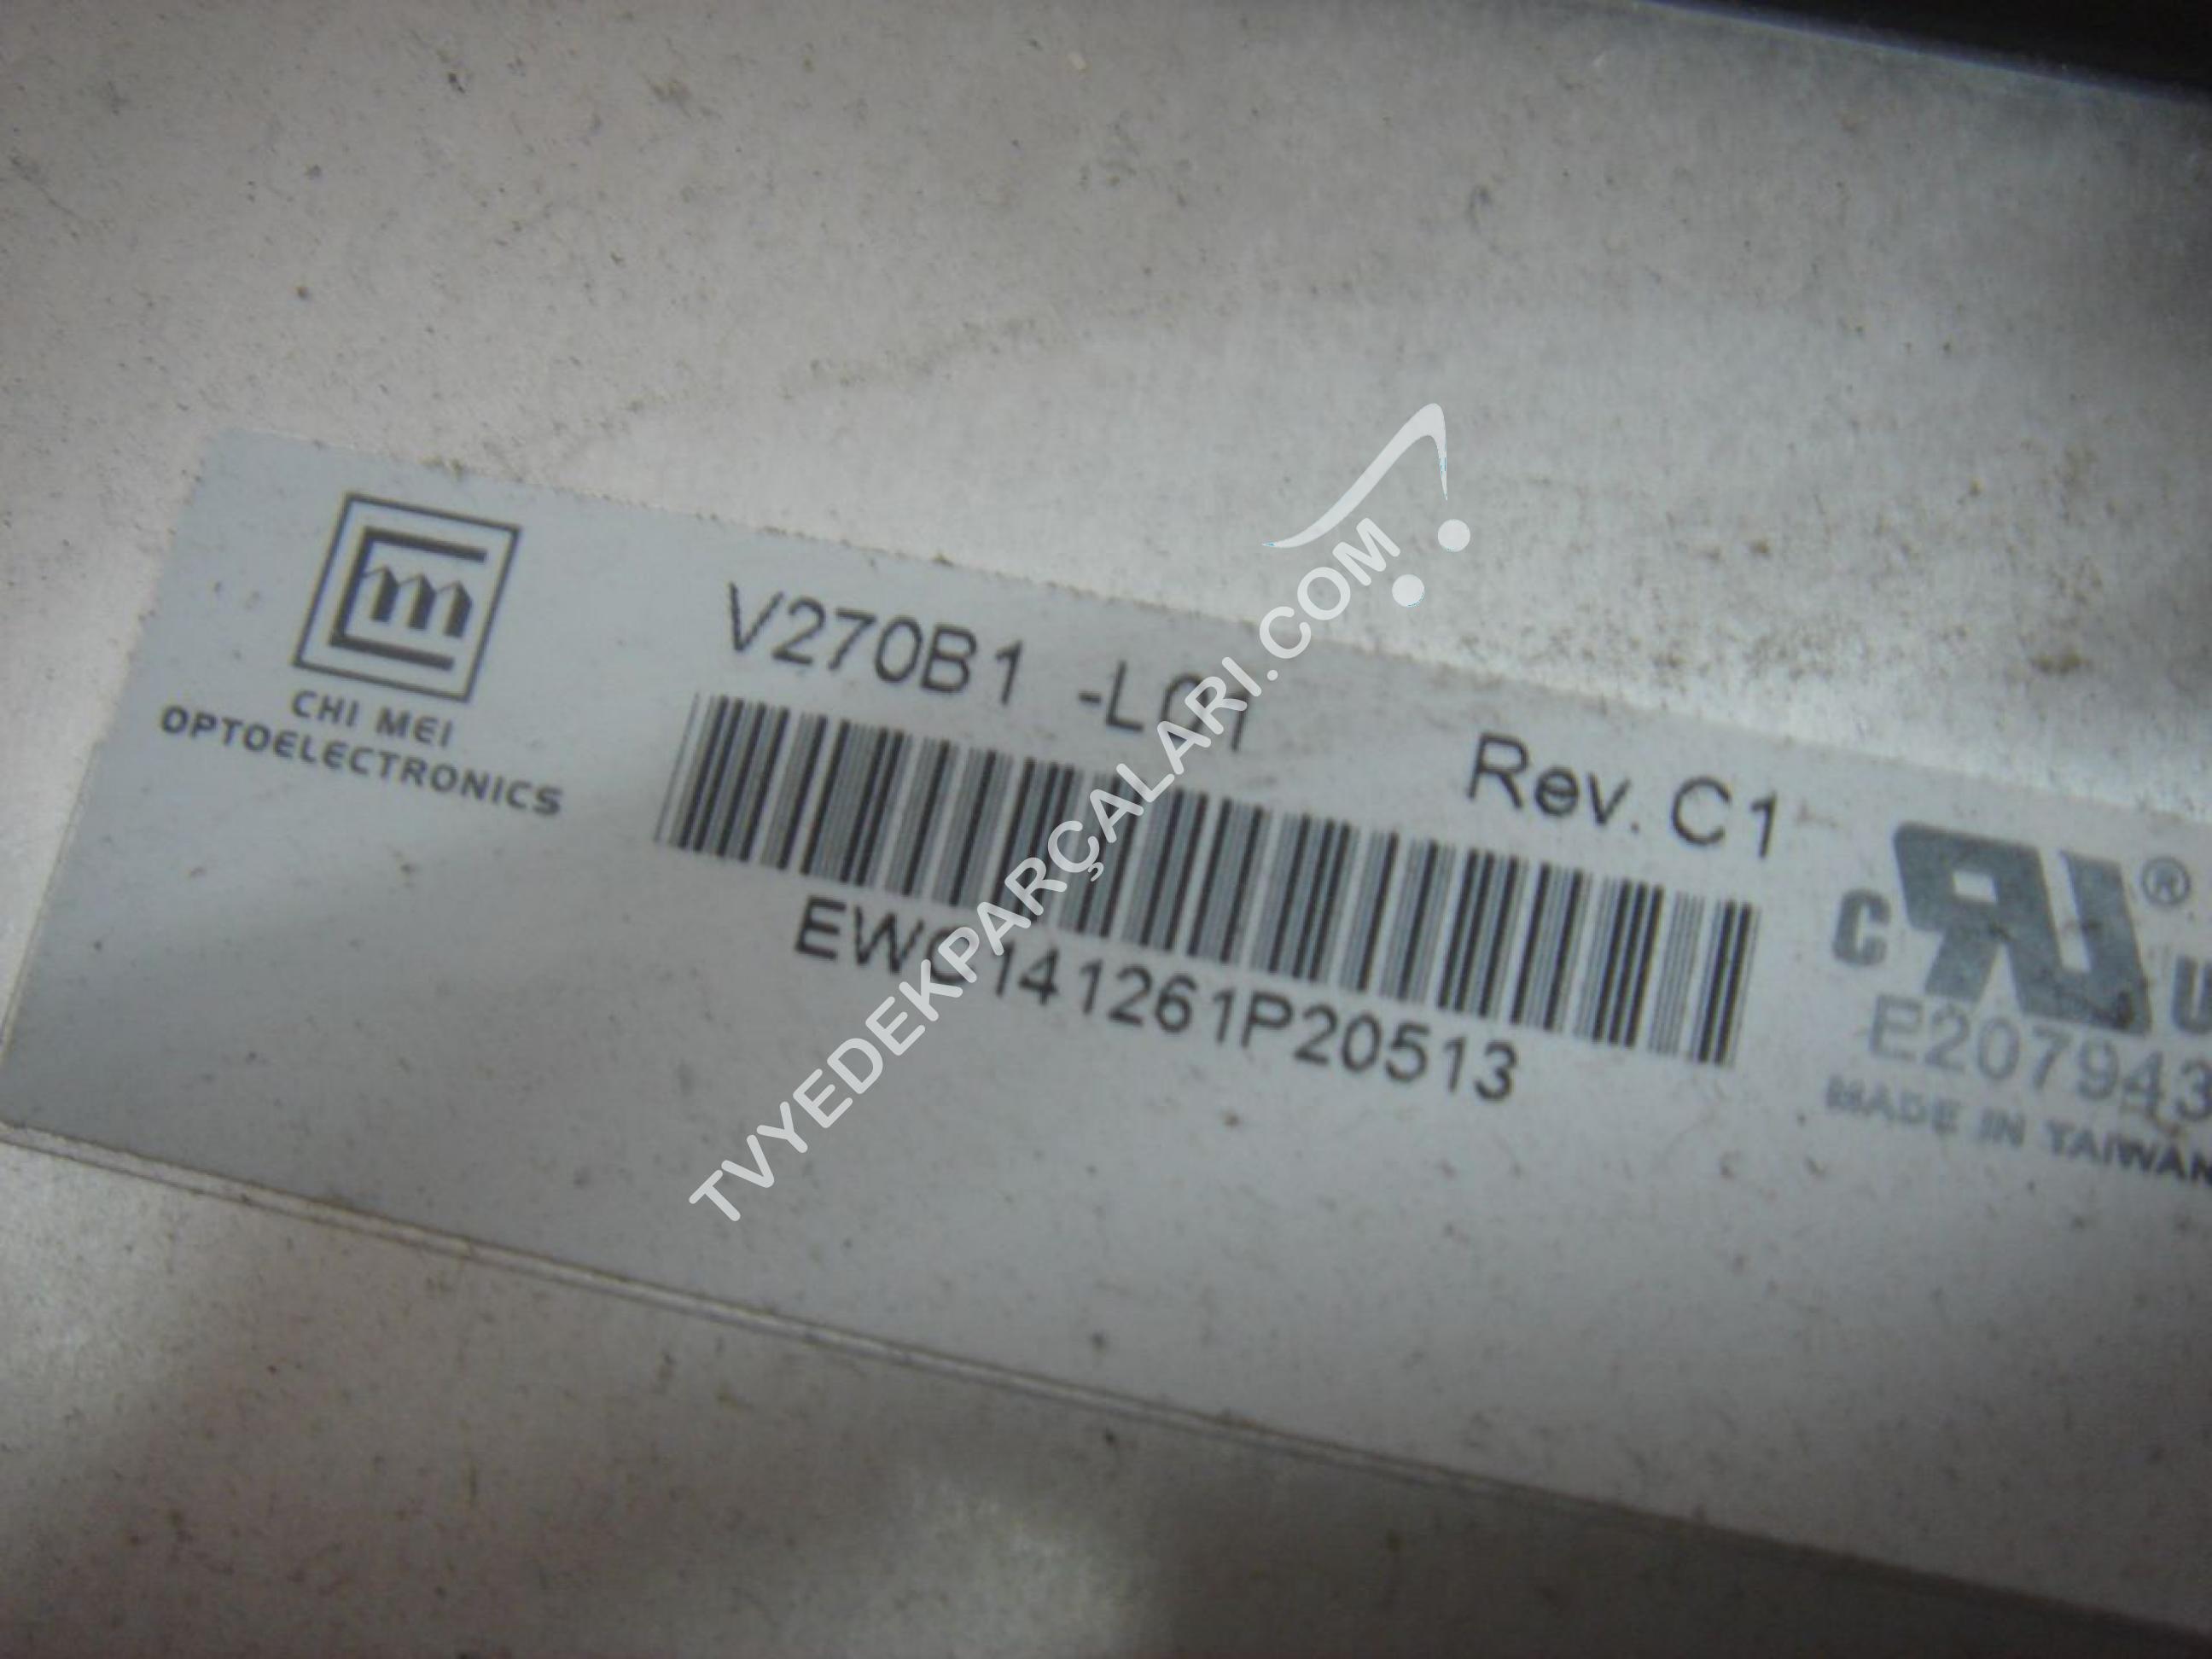 CHI MEI
OPTOELECTRONICS
V270B1 -L01
Rev. C1
EWC141261P20513
E207943
MADE IN TAIWAN
TVYEDEKPARÇALARI.COM